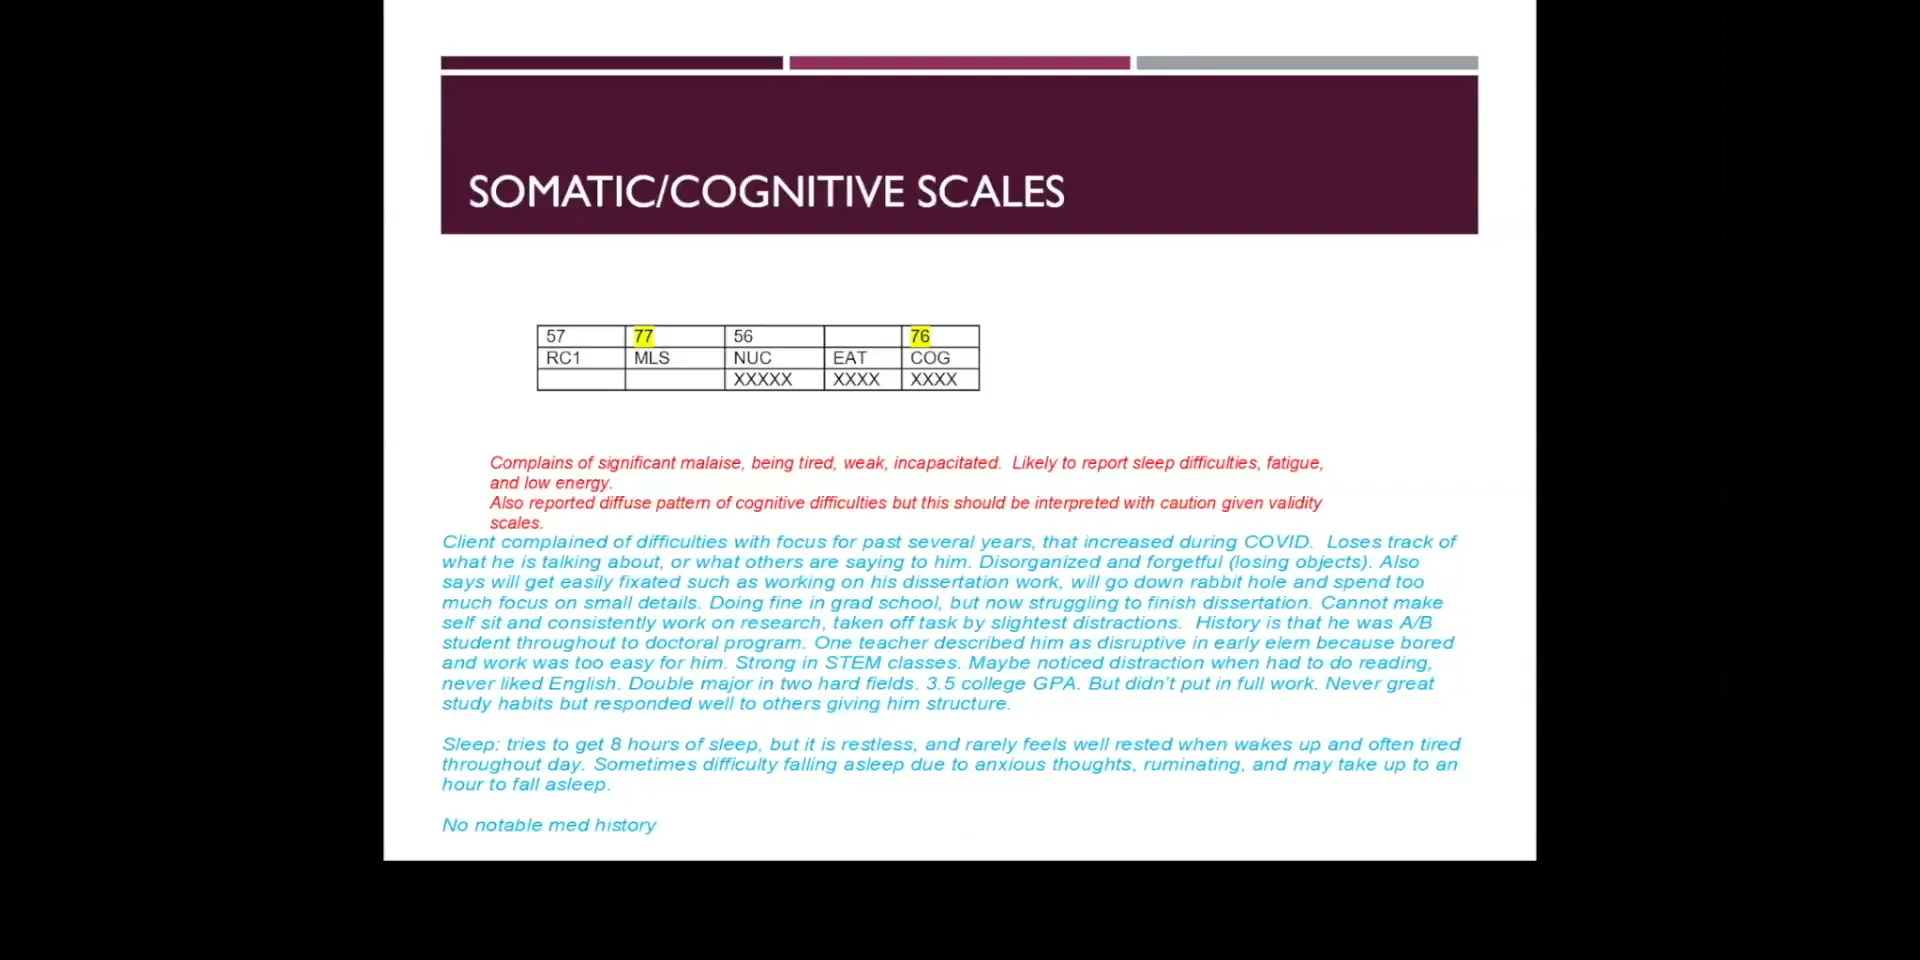 SOMATIC/COGNITIVE SCALES
57 77 56 76
RC1 MLS NUC EAT COG
XXXXX XXXX XXXX
Complains of significant malaise, being tired, weak, incapacitated. Likely to report sleep difficulties, fatigue,
and low energy.
Also reported diffuse pattern of cognitive difficulties but this should be interpreted with caution given validity
scales.
Client complained of difficulties with focus for past several years, that increased during COVID. Loses track of
what he is talking about, or what others are saying to him. Disorganized and forgetful (losing objects). Also
says will get easily fixated such as working on his dissertation work, will go down rabbit hole and spend too
much focus on small details. Doing fine in grad school, but now struggling to finish dissertation. Cannot make
self sit and consistently work on research, taken off task by slightest distractions. History is that he was A/B
student throughout to doctoral program. One teacher described him as disruptive in early elem because bored
and work was too easy for him. Strong in STEM classes. Maybe noticed distraction when had to do reading,
never liked English. Double major in two hard fields. 3.5 college GPA. But didn't put in full work. Never great
study habits but responded well to others giving him structure.
Sleep: tries to get 8 hours of sleep, but it is restless, and rarely feels well rested when wakes up and often tired
throughout day. Sometimes difficulty falling asleep due to anxious thoughts, ruminating, and may take up to an
hour to fall asleep.
No notable med history